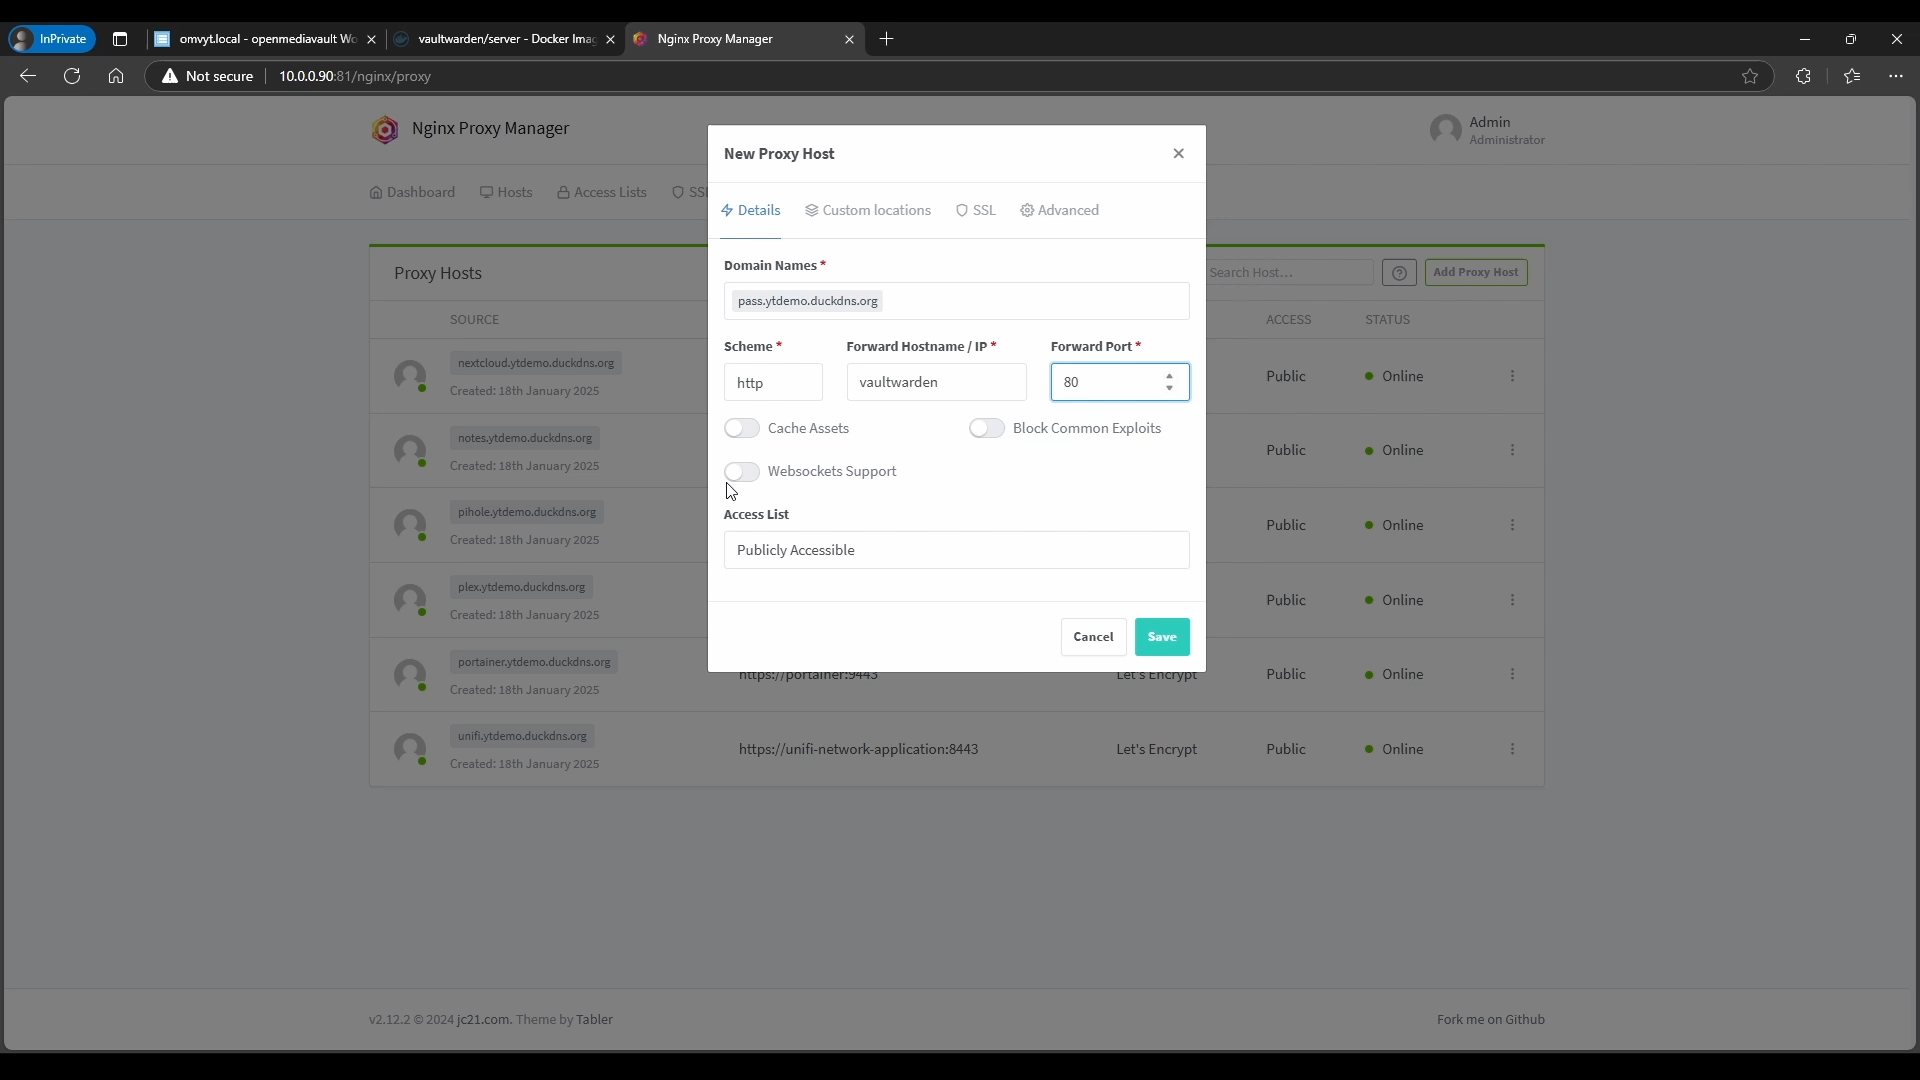 InPrivate
omvyt.local - openmediavault Wo
vaultwarden/server - Docker Imag
Nginx Proxy Manager
Not secure
10.0.0.90:81/nginx/proxy
Nginx Proxy Manager
Admin
Administrator
Dashboard
Hosts
Access Lists
SS
New Proxy Host
Details
Custom locations
SSL
Advanced
Domain Names *
pass.ytdemo.duckdns.org
Scheme *
Forward Hostname / IP *
Forward Port *
http
vaultwarden
80
Cache Assets
Block Common Exploits
Websockets Support
Access List
Publicly Accessible
Cancel
Save
Proxy Hosts
Search Host...
Add Proxy Host
SOURCE
ACCESS
STATUS
nextcloud.ytdemo.duckdns.org
Created: 18th January 2025
Public
Online
notes.ytdemo.duckdns.org
Created: 18th January 2025
Public
Online
pihole.ytdemo.duckdns.org
Created: 18th January 2025
Public
Online
plex.ytdemo.duckdns.org
Created: 18th January 2025
Public
Online
portainer.ytdemo.duckdns.org
Created: 18th January 2025
https://portainer:9443
Let's Encrypt
Public
Online
unifi.ytdemo.duckdns.org
Created: 18th January 2025
https://unifi-network-application:8443
Let's Encrypt
Public
Online
v2.12.2 © 2024 jc21.com. Theme by Tabler
Fork me on Github